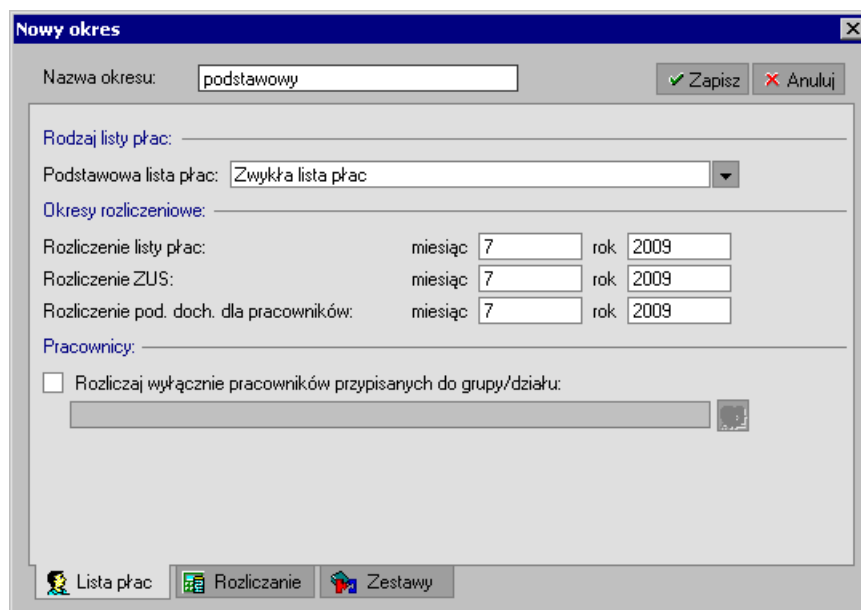 Nowy okres
Nazwa okresu: podstawowy Zapisz Anuluj
Rodzaj listy płac:
Podstawowa lista płac: Zwykła lista płac
Okresy rozliczeniowe:
Rozliczenie listy płac: miesiąc 7 rok 2009
Rozliczenie ZUS: miesiąc 7 rok 2009
Rozliczenie pod. doch. dla pracowników: miesiąc 7 rok 2009
Pracownicy:
Rozliczaj wyłącznie pracowników przypisanych do grupy/działu:
Lista płac Rozliczanie Zestawy